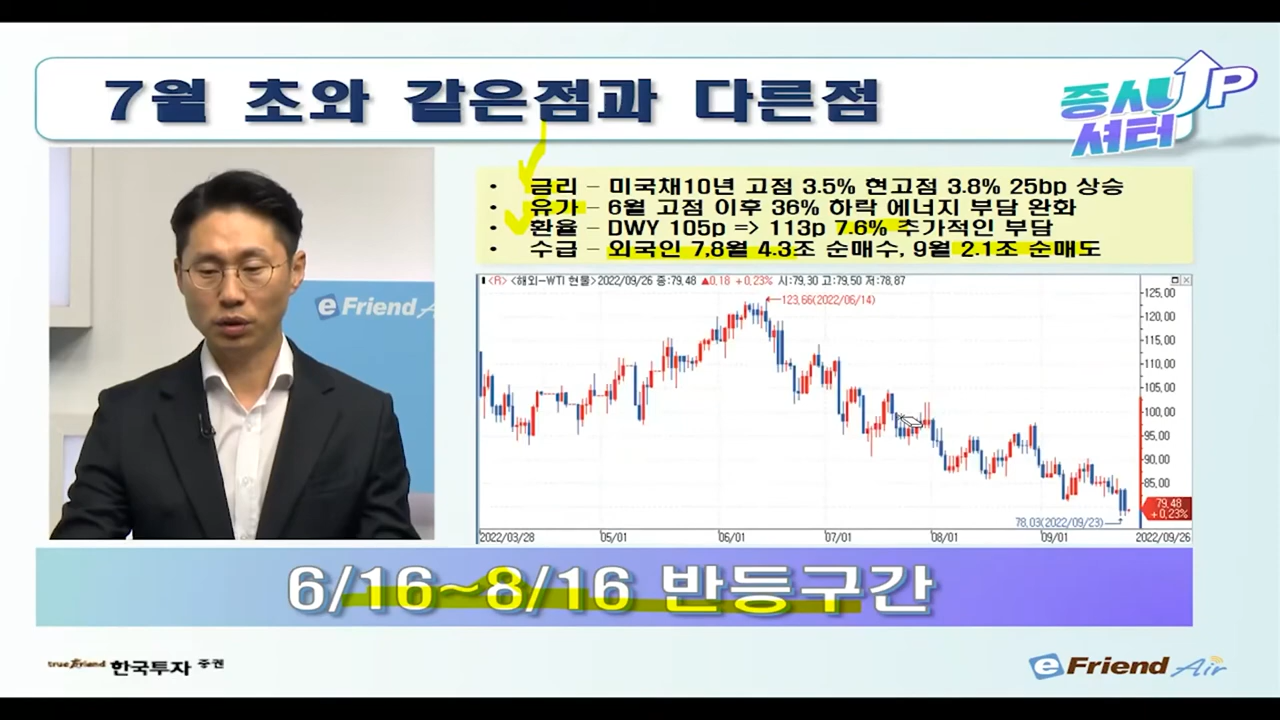 7월 초와 같은점과 다른점
증시UP
셔터
• 금리 – 미국채10년 고점 3.5% 현고점 3.8% 25bp 상승
• 유가 – 6월 고점 이후 36% 하락 에너지 부담 완화
• 환율 – DWY 105p => 113p 7.6% 추가적인 부담
• 수급 – 외국인 7,8월 4.3조 순매수, 9월 2.1조 순매도
e Friend A
<R> <해외-WTI 현물>2022/09/26 종:79,48 ▲0,18 +0,23% 시:79,30 고:79,50 저:78,87
123,66(2022/06/14)
125,00
120,00
115,00
110,00
105,00
100,00
95,00
90,00
85,00
79,48
+0,23%
78,03(2022/09/23)
2022/03/28 05/01 06/01 07/01 08/01 09/01 2022/09/26
6/16~8/16 반등구간
true Friend 한국투자 증권
e Friend Air